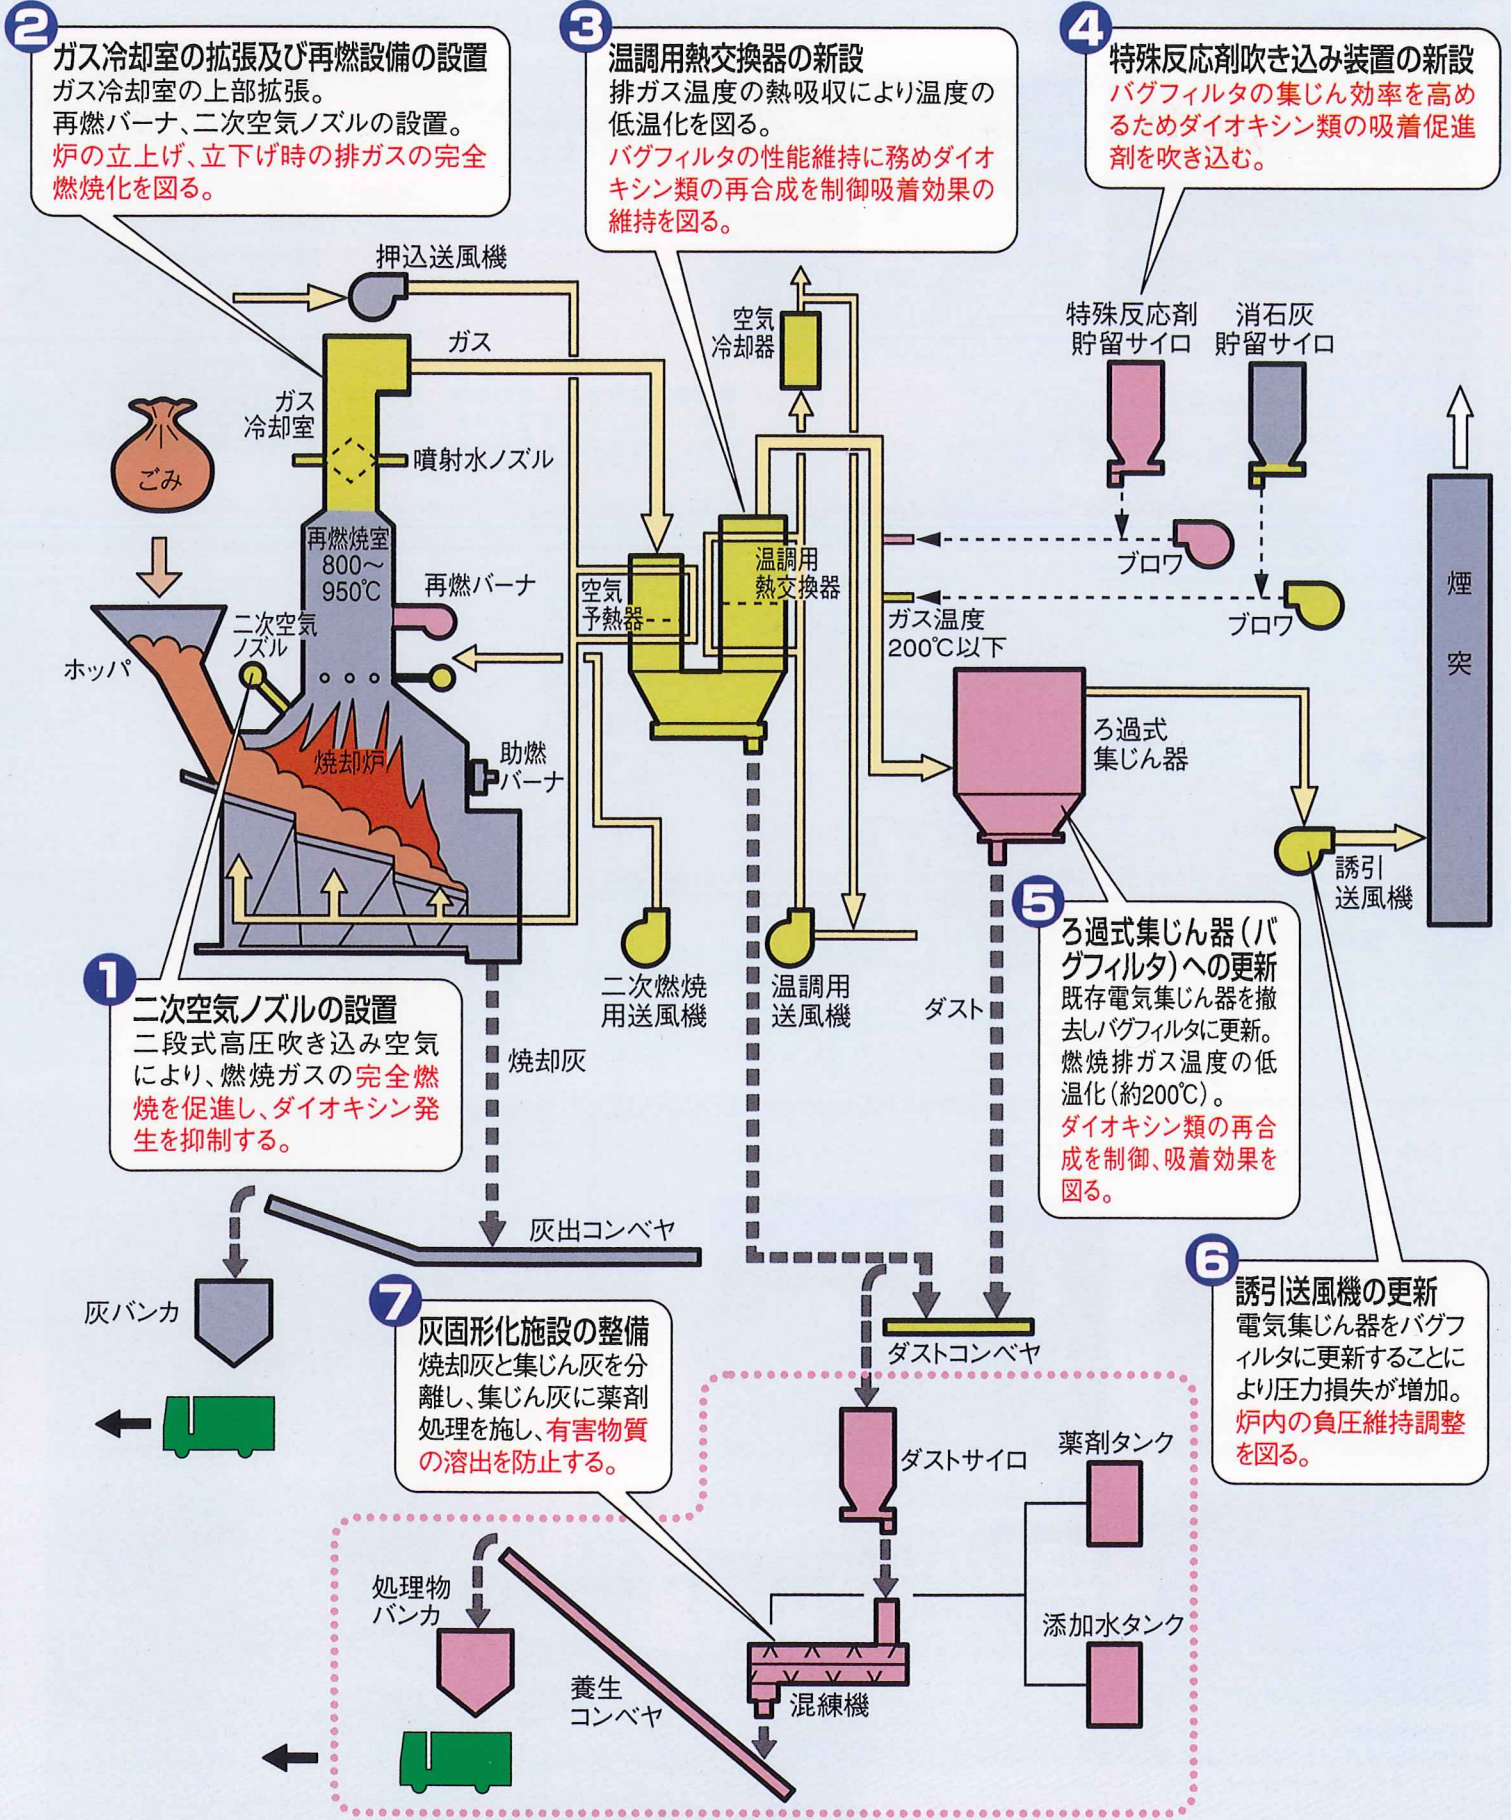 2
ガス冷却室の拡張及び再燃設備の設置
ガス冷却室の上部拡張。
再燃バーナ、二次空気ノズルの設置。
炉の立上げ、立下げ時の排ガスの完全
燃焼化を図る。
3
温調用熱交換器の新設
排ガス温度の熱吸収により温度の
低温化を図る。
バグフィルタの性能維持に務めダイオ
キシン類の再合成を制御吸着効果の
維持を図る。
4
特殊反応剤吹き込み装置の新設
バグフィルタの集じん効率を高め
るためダイオキシン類の吸着促進
剤を吹き込む。
押込送風機
ガス
空気
冷却器
特殊反応剤
貯留サイロ
消石灰
貯留サイロ
ガス
冷却室
噴射水ノズル
ごみ
再燃焼室
800〜
950℃
再燃バーナ
空気
予熱器
温調用
熱交換器
ブロワ
ガス温度
200℃以下
ブロワ
煙
突
ホッパ
二次空気
ノズル
焼却炉
助燃
バーナ
ろ過式
集じん器
誘引
送風機
二次燃焼
用送風機
温調用
送風機
ダスト
焼却灰
1
二次空気ノズルの設置
二段式高圧吹き込み空気
により、燃焼ガスの完全燃
焼を促進し、ダイオキシン発
生を抑制する。
5
ろ過式集じん器(バ
グフィルタ)への更新
既存電気集じん器を撤
去しバグフィルタに更新。
燃焼排ガス温度の低
温化(約200℃)。
ダイオキシン類の再合
成を制御、吸着効果を
図る。
灰出コンベヤ
灰バンカ
6
誘引送風機の更新
電気集じん器をバグフ
ィルタに更新することに
より圧力損失が増加。
炉内の負圧維持調整
を図る。
7
灰固形化施設の整備
焼却灰と集じん灰を分
離し、集じん灰に薬剤
処理を施し、有害物質
の溶出を防止する。
ダストコンベヤ
ダストサイロ
薬剤タンク
添加水タンク
処理物
バンカ
養生
コンベヤ
混練機